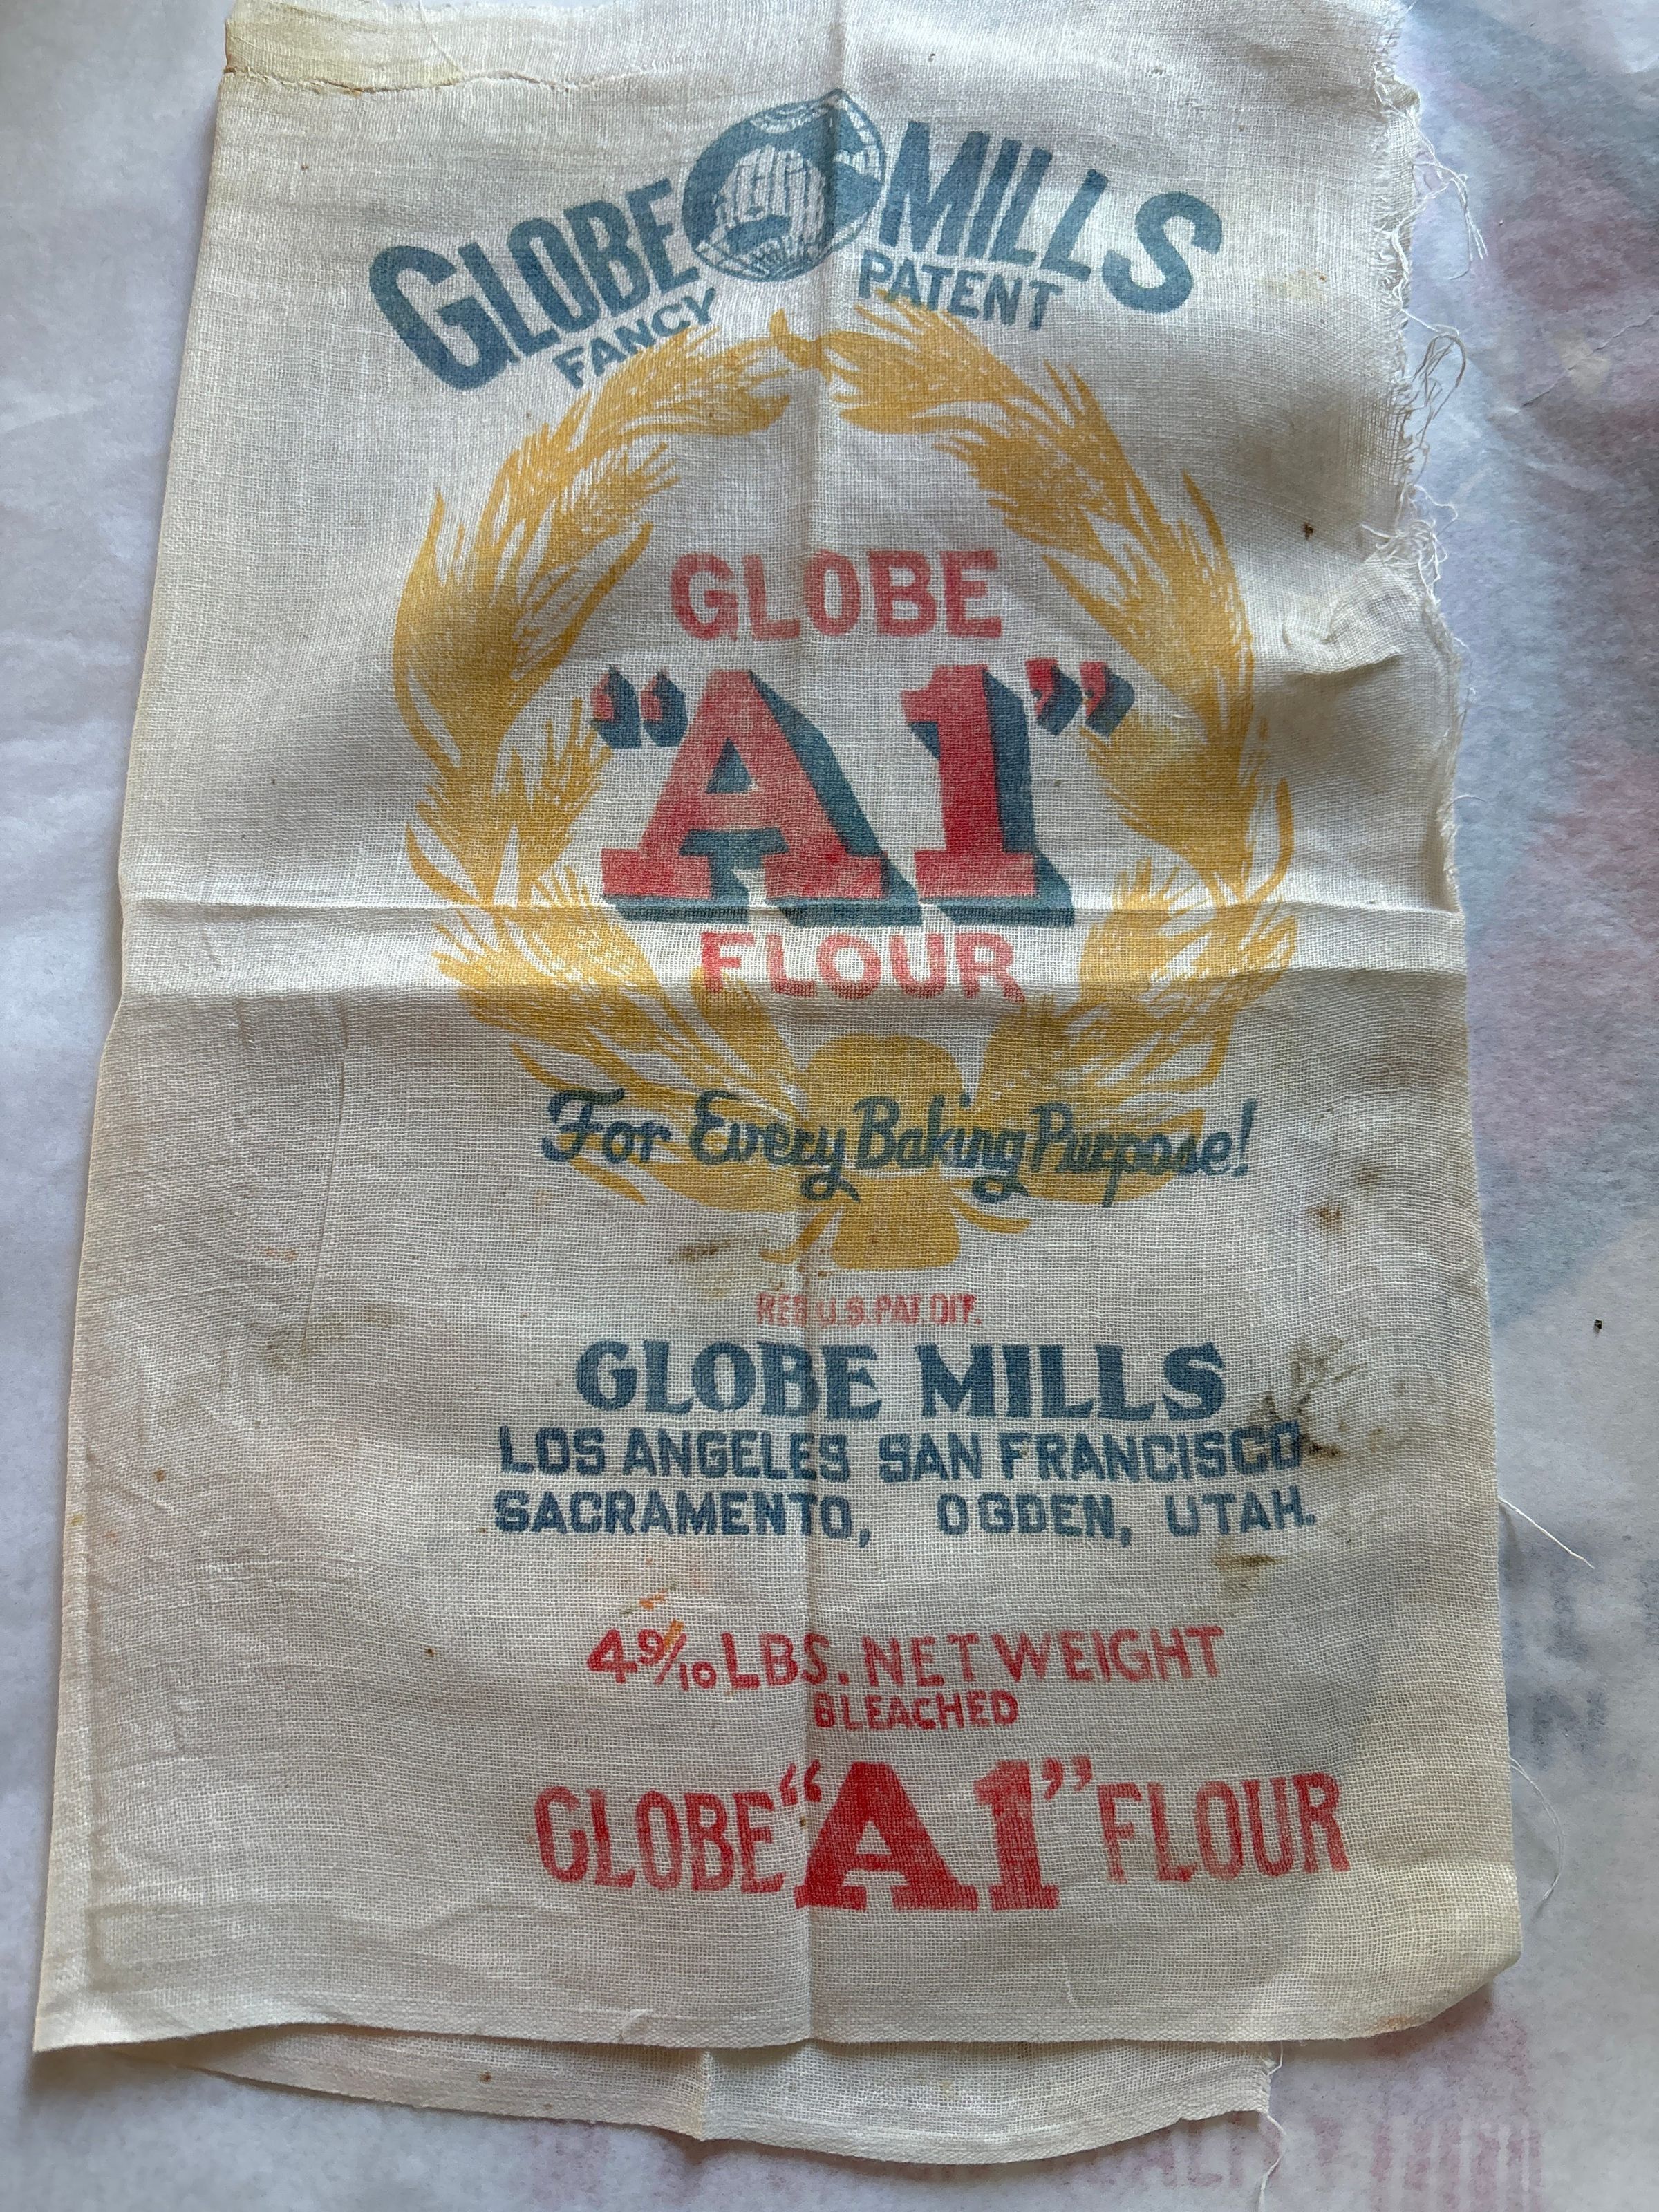 GLOBE MILLS
FANCY PATENT
GLOBE
"A1"
FLOUR
For Every Baking Purpose!
REG. U.S. PAT. OFF.
GLOBE MILLS
LOS ANGELES SAN FRANCISCO
SACRAMENTO, OGDEN, UTAH.
4 9/10 LBS. NET WEIGHT
BLEACHED
GLOBE "A1" FLOUR